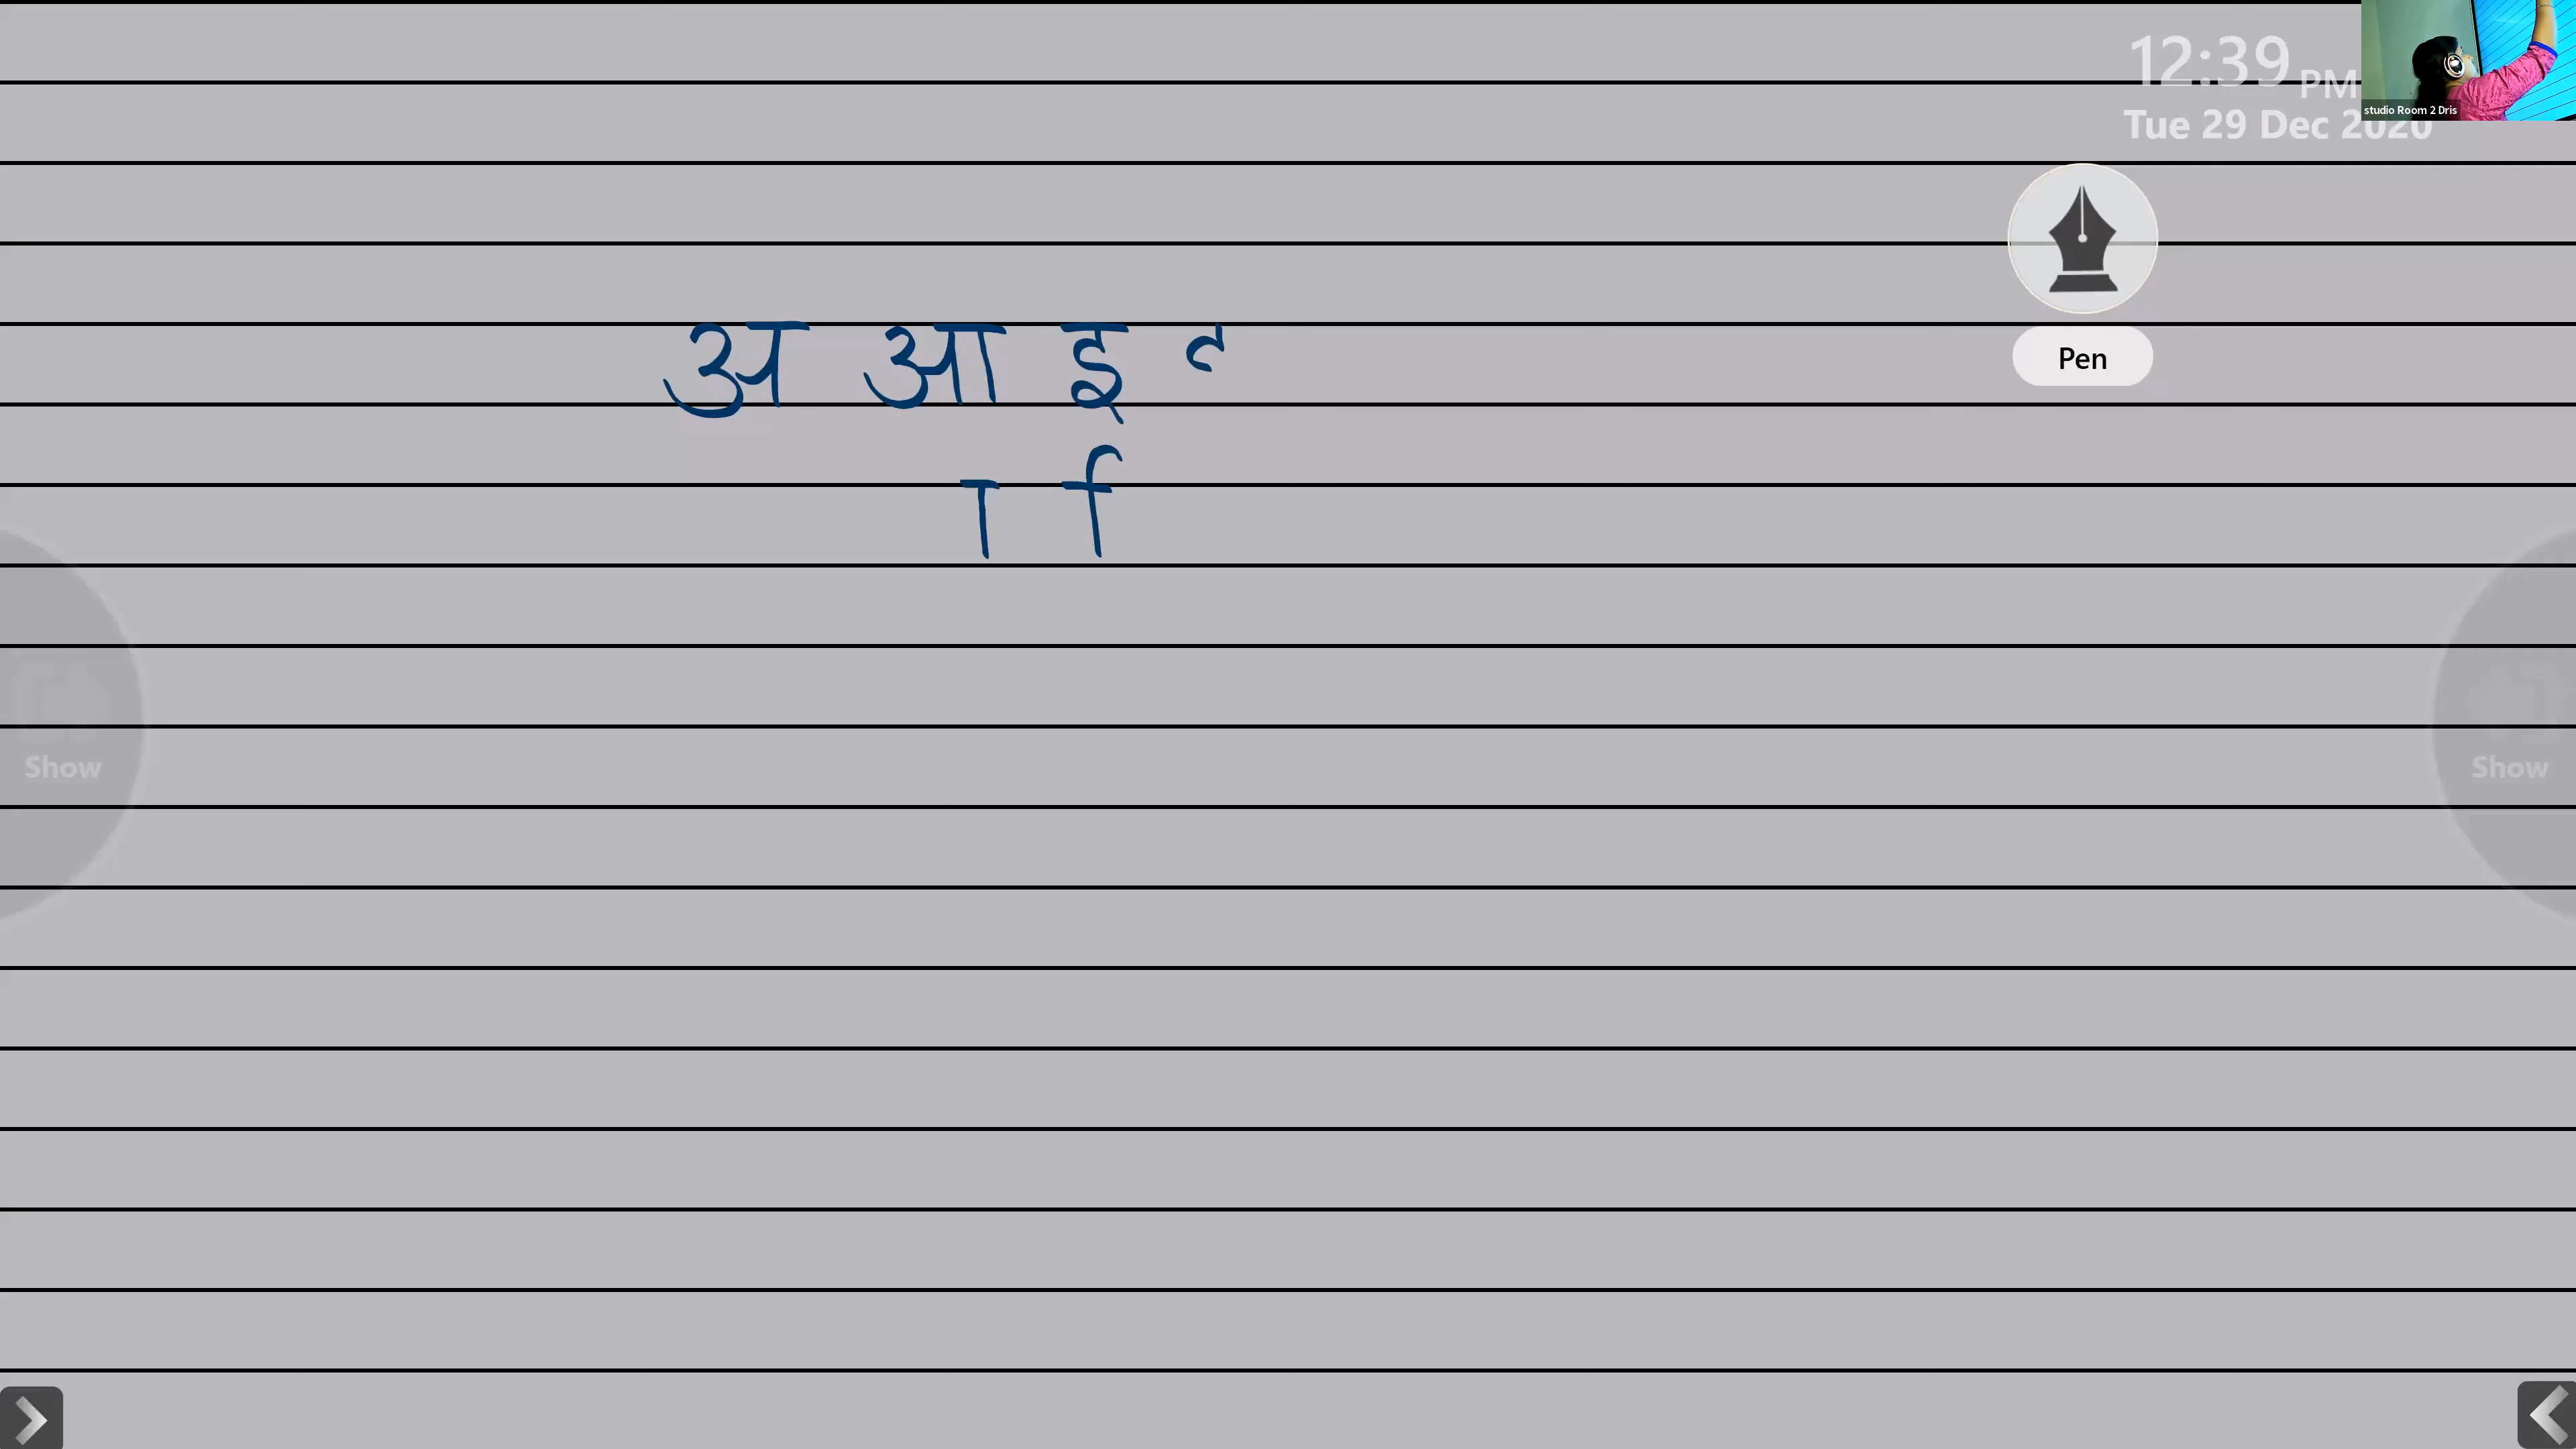 12:39 PM
studio Room 2 Dris
Tue 29 Dec 2020
Pen
अ आ इ
ा ि
Show Show